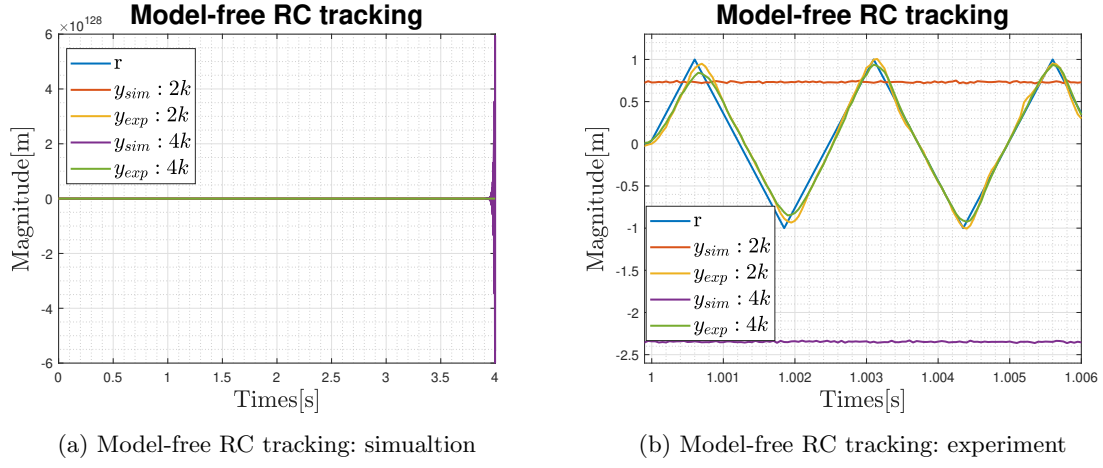 Model-free RC tracking
×10^128
6
4
2
0
-2
-4
-6
0 0.5 1 1.5 2 2.5 3 3.5 4
Magnitude[m]
Times[s]
r
y_sim : 2k
y_exp : 2k
y_sim : 4k
y_exp : 4k
(a) Model-free RC tracking: simualtion
Model-free RC tracking
1
0.5
0
-0.5
-1
-1.5
-2
-2.5
1 1.001 1.002 1.003 1.004 1.005 1.006
Magnitude[m]
Times[s]
r
y_sim : 2k
y_exp : 2k
y_sim : 4k
y_exp : 4k
(b) Model-free RC tracking: experiment